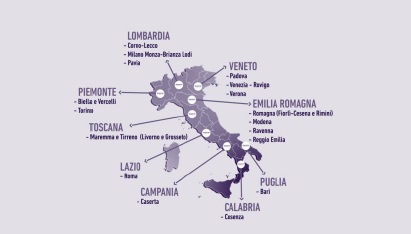 LOMBARDIA
- Como-Lecco
- Milano Monza-Brianza Lodi
- Pavia
VENETO
- Padova
- Venezia - Rovigo
- Verona
PIEMONTE
- Biella e Vercelli
- Torino
EMILIA ROMAGNA
- Romagna (Fiorlì-Cesena e Rimini)
- Modena
- Ravenna
- Reggio Emilia
TOSCANA
- Maremma e Tirreno (Livorno e Grosseto)
LAZIO
- Roma
CAMPANIA
- Caserta
PUGLIA
- Bari
CALABRIA
- Cosenza